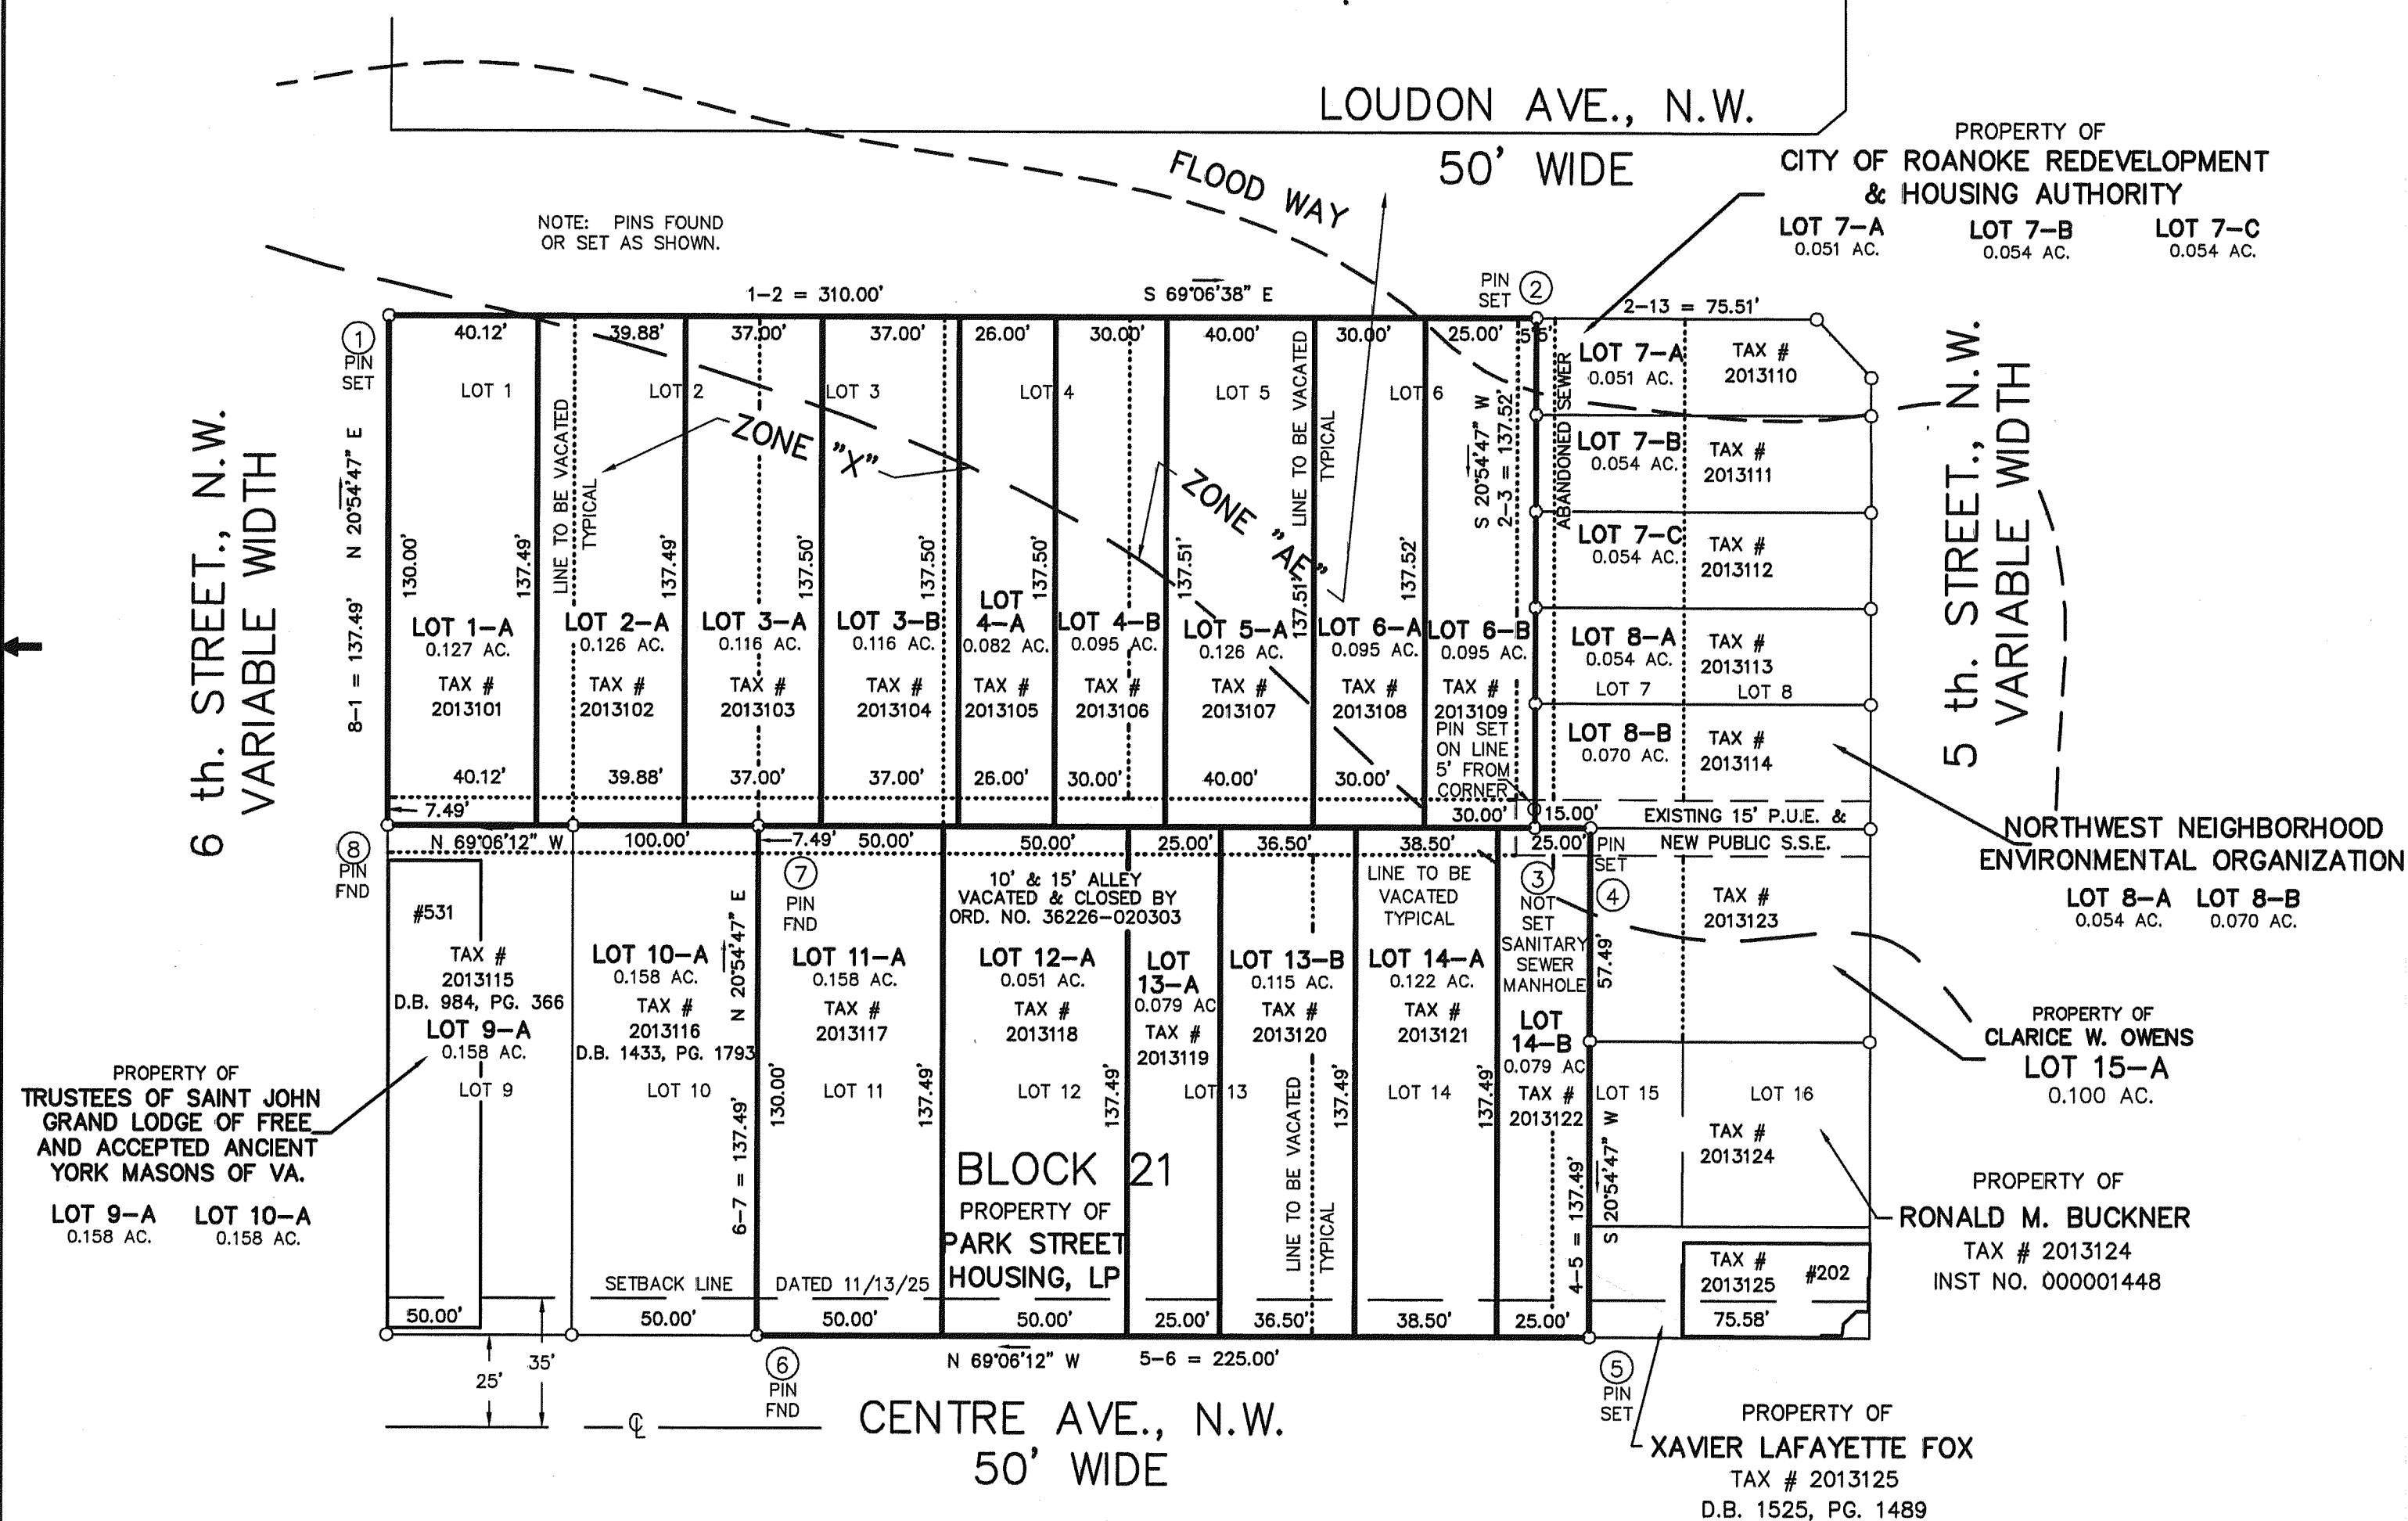 LOUDON AVE., N.W.
50' WIDE
FLOOD WAY
NOTE: PINS FOUND
OR SET AS SHOWN.
PROPERTY OF
CITY OF ROANOKE REDEVELOPMENT
& HOUSING AUTHORITY
LOT 7-A LOT 7-B LOT 7-C
0.051 AC. 0.054 AC. 0.054 AC.
1-2 = 310.00' S 69°06'38" E
PIN
SET
2
2-13 = 75.51'
1
PIN
SET
40.12' 39.88' 37.00' 37.00' 26.00' 30.00' 40.00' 30.00' 25.00' 5' 5'
LOT 1 LOT 2 LOT 3 LOT 4 LOT 5 LOT 6
6 th. STREET., N.W.
VARIABLE WIDTH
8-1 = 137.49' N 20°54'47" E
130.00'
137.49'
LINE TO BE VACATED
TYPICAL
137.49'
137.50'
137.50'
137.50'
137.51'
137.51'
137.52'
LINE TO BE VACATED
TYPICAL
S 20°54'47" W
2-3 = 137.52'
ABANDONED SEWER
ZONE "X"
ZONE "AE"
LOT 1-A
0.127 AC.
TAX #
2013101
LOT 2-A
0.126 AC.
TAX #
2013102
LOT 3-A
0.116 AC.
TAX #
2013103
LOT 3-B
0.116 AC.
TAX #
2013104
LOT
4-A
0.082 AC.
TAX #
2013105
LOT 4-B
0.095 AC.
TAX #
2013106
LOT 5-A
0.126 AC.
TAX #
2013107
LOT 6-A
0.095 AC.
TAX #
2013108
LOT 6-B
0.095 AC.
TAX #
2013109
PIN SET
ON LINE
5' FROM
CORNER
LOT 7-A
0.051 AC.
TAX #
2013110
LOT 7-B
0.054 AC.
TAX #
2013111
LOT 7-C
0.054 AC.
TAX #
2013112
LOT 8-A
0.054 AC.
TAX #
2013113
LOT 7 LOT 8
LOT 8-B
0.070 AC.
TAX #
2013114
5 th. STREET., N.W.
VARIABLE WIDTH
40.12' 39.88' 37.00' 37.00' 26.00' 30.00' 40.00' 30.00'
7.49'
30.00' 15.00'
EXISTING 15' P.U.E. &
NEW PUBLIC S.S.E.
NORTHWEST NEIGHBORHOOD
ENVIRONMENTAL ORGANIZATION
LOT 8-A LOT 8-B
0.054 AC. 0.070 AC.
8
PIN
FND
N 69°06'12" W 100.00' 7.49' 50.00' 50.00' 25.00' 36.50' 38.50' 25.00'
7
PIN
FND
10' & 15' ALLEY
VACATED & CLOSED BY
ORD. NO. 36226-020303
LINE TO BE
VACATED
TYPICAL
3
NOT
SET
SANITARY
SEWER
MANHOLE
PIN
SET
4
#531
TAX #
2013115
D.B. 984, PG. 366
LOT 9-A
0.158 AC.
LOT 9
LOT 10-A
0.158 AC.
TAX #
2013116
D.B. 1433, PG. 1793
LOT 10
6-7 = 137.49' N 20°54'47" E
130.00'
LOT 11-A
0.158 AC.
TAX #
2013117
LOT 11
137.49'
LOT 12-A
0.051 AC.
TAX #
2013118
LOT 12
137.49'
LOT
13-A
0.079 AC
TAX #
2013119
LOT 13
LOT 13-B
0.115 AC.
TAX #
2013120
LINE TO BE VACATED
TYPICAL
137.49'
LOT 14-A
0.122 AC.
TAX #
2013121
LOT 14
137.49'
LOT
14-B
0.079 AC
TAX #
2013122
57.49'
4-5 = 137.49'
S 20°54'47" W
TAX #
2013123
LOT 15 LOT 16
TAX #
2013124
TAX #
2013125
#202
75.58'
PROPERTY OF
CLARICE W. OWENS
LOT 15-A
0.100 AC.
PROPERTY OF
RONALD M. BUCKNER
TAX # 2013124
INST NO. 000001448
PROPERTY OF
TRUSTEES OF SAINT JOHN
GRAND LODGE OF FREE
AND ACCEPTED ANCIENT
YORK MASONS OF VA.
LOT 9-A LOT 10-A
0.158 AC. 0.158 AC.
BLOCK 21
PROPERTY OF
PARK STREET
HOUSING, LP
SETBACK LINE DATED 11/13/25
50.00' 50.00' 50.00' 50.00' 25.00' 36.50' 38.50' 25.00'
25'
35'
6
PIN
FND
N 69°06'12" W 5-6 = 225.00'
5
PIN
SET
CL
CENTRE AVE., N.W.
50' WIDE
PROPERTY OF
XAVIER LAFAYETTE FOX
TAX # 2013125
D.B. 1525, PG. 1489